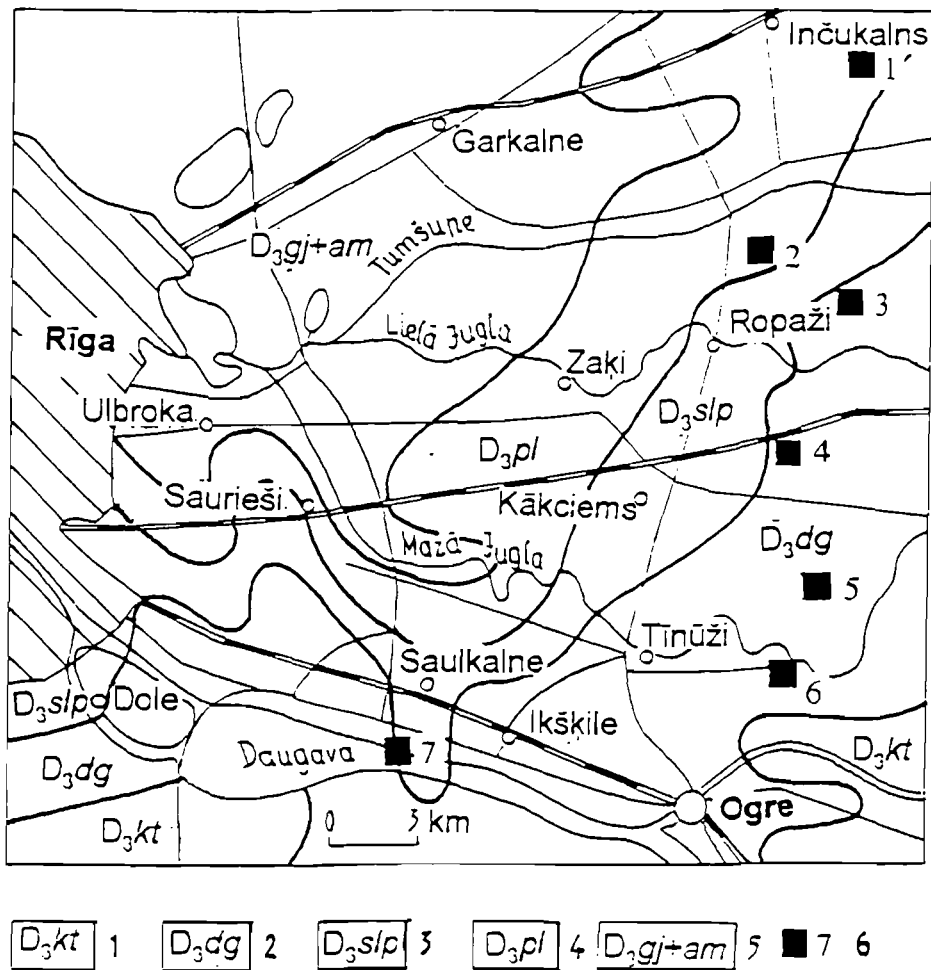 Inčukalns
1′
Garkalne
D₃gj+am
Tumšupe
2
3
Rīga
Lielā Jugla
Ropaži
Zaķi
Ulbroka
D₃slp
D₃pl
4
Saurieši
Kākciems
Mazā Jugla
D₃dg
5
Tīnūži
Saulkalne
6
D₃slp Dole
Ikšķile
D₃dg
Daugava
7
D₃kt
Ogre
0 3 km
D₃kt
D₃kt 1 D₃dg 2 D₃slp 3 D₃pl 4 D₃gj+am 5 7 6